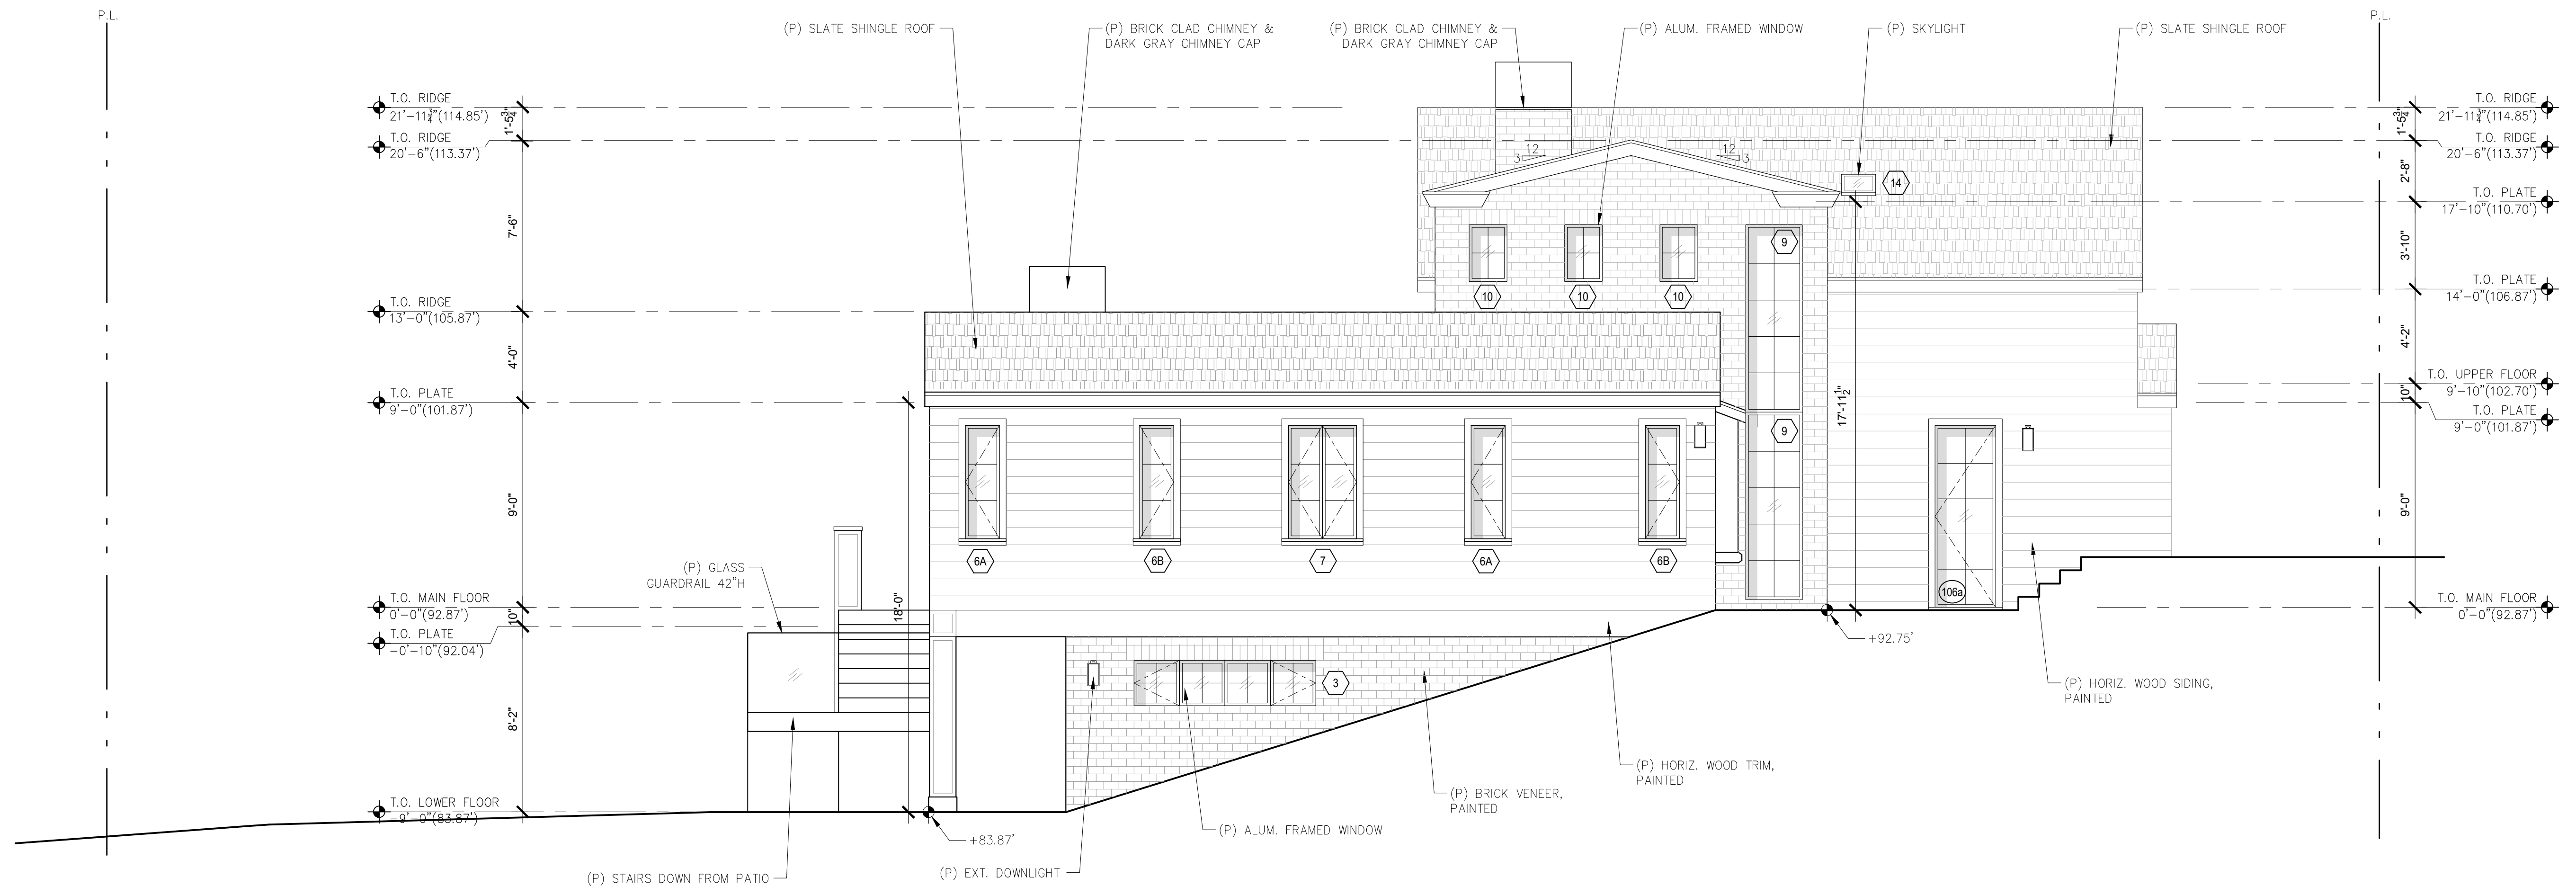 P.L.
P.L.
(P) SLATE SHINGLE ROOF
(P) BRICK CLAD CHIMNEY &
DARK GRAY CHIMNEY CAP
(P) BRICK CLAD CHIMNEY &
DARK GRAY CHIMNEY CAP
(P) ALUM. FRAMED WINDOW
(P) SKYLIGHT
(P) SLATE SHINGLE ROOF
T.O. RIDGE
21'-11¾"(114.85')
T.O. RIDGE
20'-6"(113.37')
T.O. RIDGE
13'-0"(105.87')
T.O. PLATE
9'-0"(101.87')
T.O. MAIN FLOOR
0'-0"(92.87')
T.O. PLATE
-0'-10"(92.04')
T.O. LOWER FLOOR
-9'-0"(83.87')
1'-5¾"
7'-6"
4'-0"
9'-0"
10"
8'-2"
12
3
12
3
14
9
10
10
10
9
6A
6B
7
6A
6B
106a
3
18'-0"
17'-11½"
(P) GLASS
GUARDRAIL 42"H
+92.75'
+83.87'
(P) HORIZ. WOOD SIDING,
PAINTED
(P) HORIZ. WOOD TRIM,
PAINTED
(P) BRICK VENEER,
PAINTED
(P) ALUM. FRAMED WINDOW
(P) EXT. DOWNLIGHT
(P) STAIRS DOWN FROM PATIO
T.O. RIDGE
21'-11¾"(114.85')
T.O. RIDGE
20'-6"(113.37')
T.O. PLATE
17'-10"(110.70')
T.O. PLATE
14'-0"(106.87')
T.O. UPPER FLOOR
9'-10"(102.70')
T.O. PLATE
9'-0"(101.87')
T.O. MAIN FLOOR
0'-0"(92.87')
1'-5¾"
2'-8"
3'-10"
4'-2"
10"
9'-0"